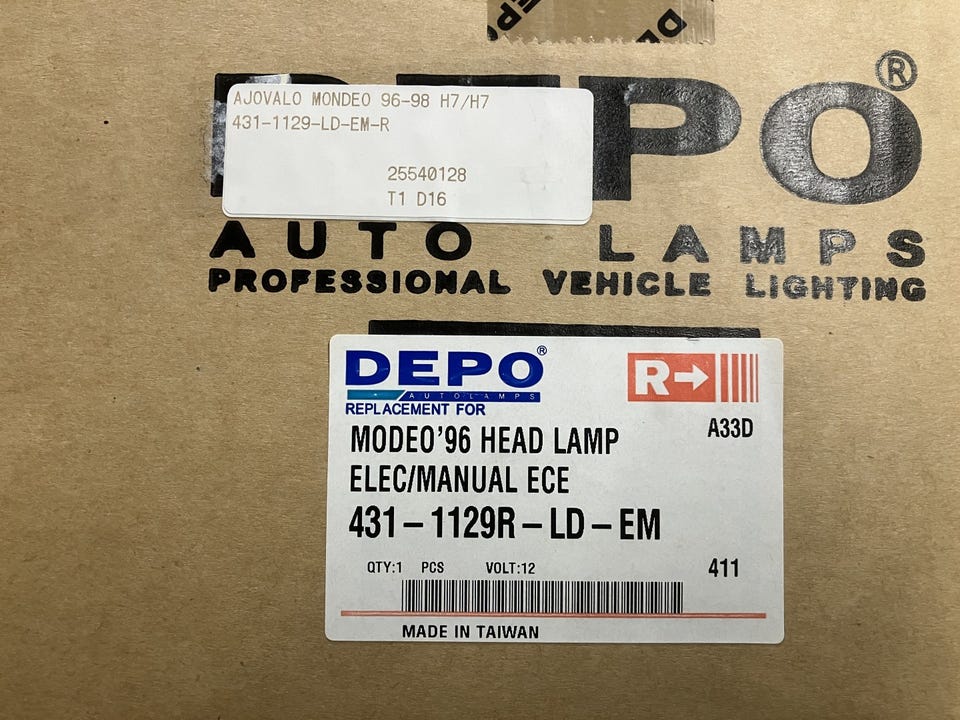 DEPO®
AJOVALO MONDEO 96-98 H7/H7
431-1129-LD-EM-R
25540128
T1 D16
AUTO LAMPS
PROFESSIONAL VEHICLE LIGHTING
DEPO®
AUTO LAMPS
R→
REPLACEMENT FOR
A33D
MODEO'96 HEAD LAMP
ELEC/MANUAL ECE
431-1129R-LD-EM
QTY:1 PCS VOLT:12
411
MADE IN TAIWAN